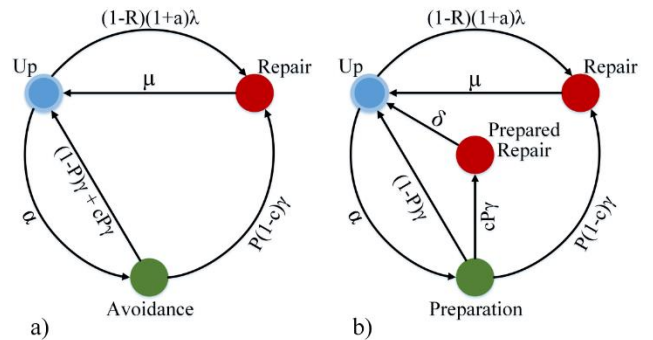 (1-R)(1+a)λ
Up
Repair
μ
α
(1-P)γ + cPγ
P(1-c)γ
Avoidance
a)
(1-R)(1+a)λ
Up
Repair
μ
δ
Prepared
Repair
α
(1-P)γ
cPγ
P(1-c)γ
Preparation
b)